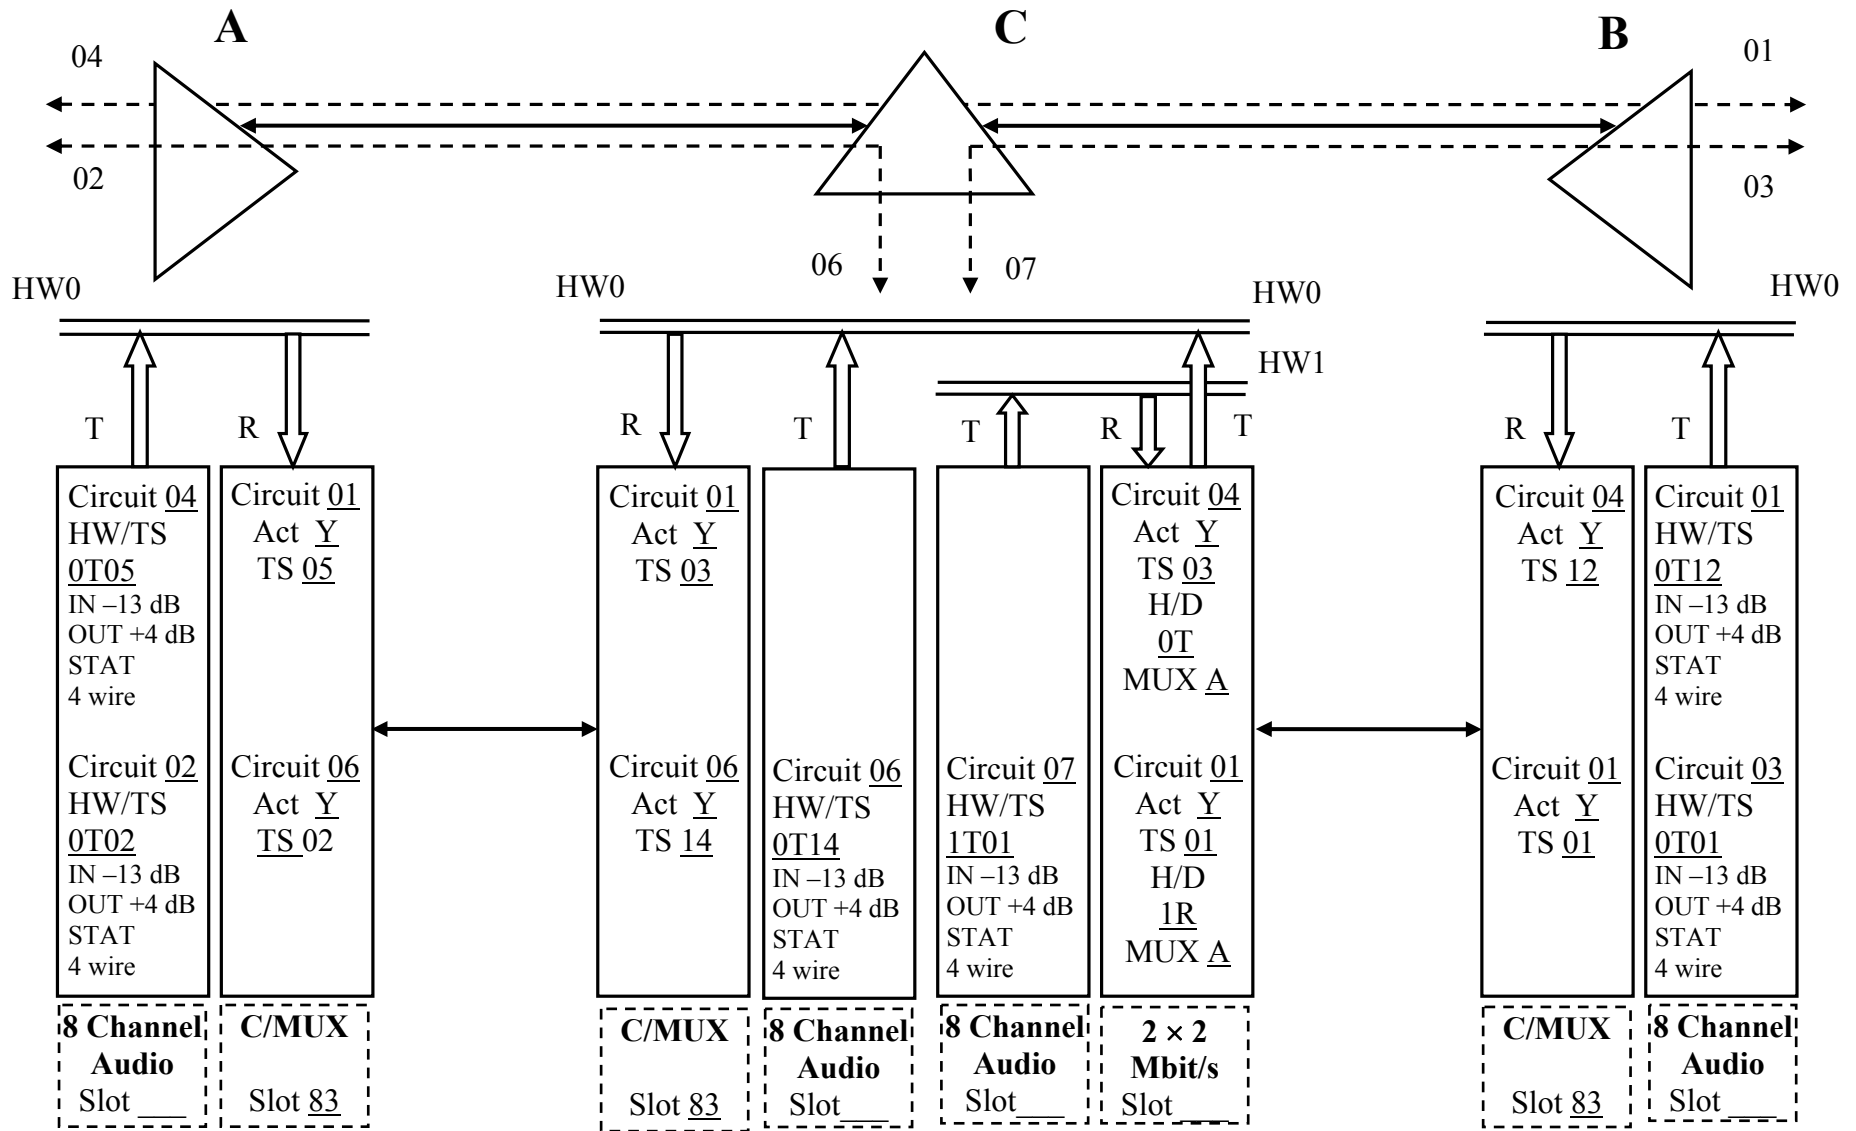 A
C
B
04
01
02
03
06
07
HW0
HW0
HW0
HW0
HW1
T
R
R
T
T
R
T
R
T
Circuit 04
HW/TS
0T05
IN –13 dB
OUT +4 dB
STAT
4 wire
Circuit 02
HW/TS
0T02
IN –13 dB
OUT +4 dB
STAT
4 wire
8 Channel
Audio
Slot ___
Circuit 01
Act Y
TS 05
Circuit 06
Act Y
TS 02
C/MUX
Slot 83
Circuit 01
Act Y
TS 03
Circuit 06
Act Y
TS 14
C/MUX
Slot 83
Circuit 06
HW/TS
0T14
IN –13 dB
OUT +4 dB
STAT
4 wire
8 Channel
Audio
Slot___
Circuit 07
HW/TS
1T01
IN –13 dB
OUT +4 dB
STAT
4 wire
8 Channel
Audio
Slot___
Circuit 04
Act Y
TS 03
H/D
0T
MUX A
Circuit 01
Act Y
TS 01
H/D
1R
MUX A
2 × 2
Mbit/s
Slot ___
Circuit 04
Act Y
TS 12
Circuit 01
Act Y
TS 01
C/MUX
Slot 83
Circuit 01
HW/TS
0T12
IN –13 dB
OUT +4 dB
STAT
4 wire
Circuit 03
HW/TS
0T01
IN –13 dB
OUT +4 dB
STAT
4 wire
8 Channel
Audio
Slot ___